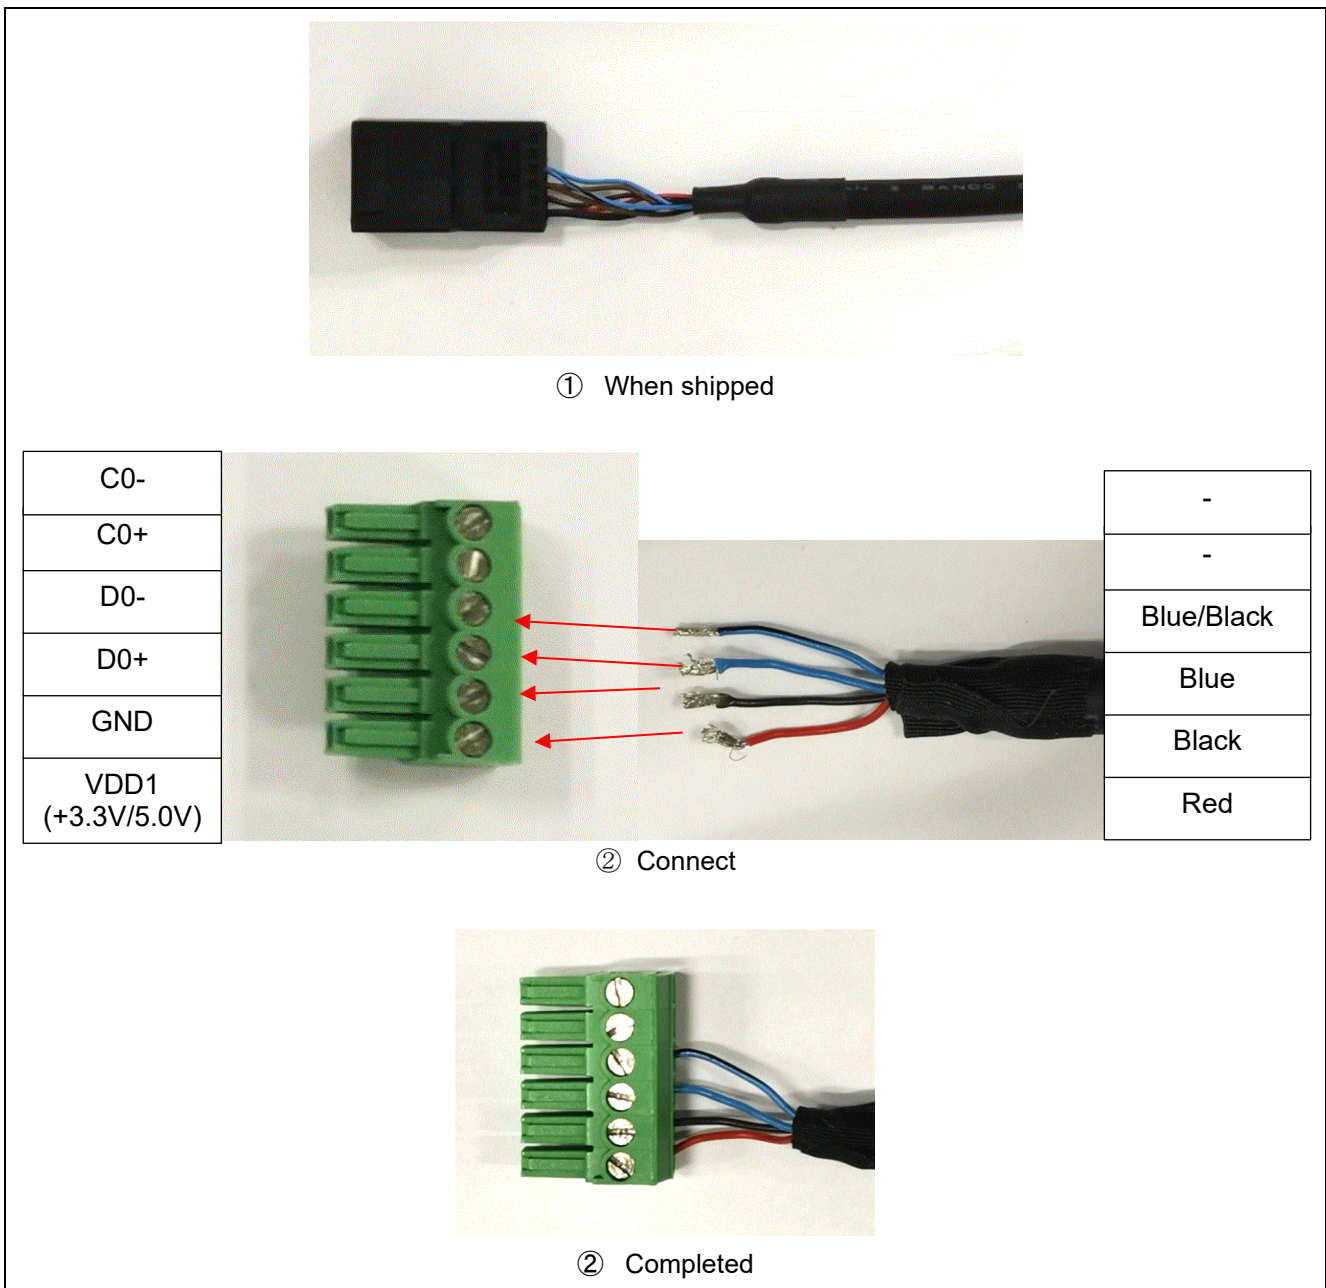 ① When shipped
C0-
C0+
D0-
D0+
GND
VDD1
(+3.3V/5.0V)
-
-
Blue/Black
Blue
Black
Red
② Connect
② Completed